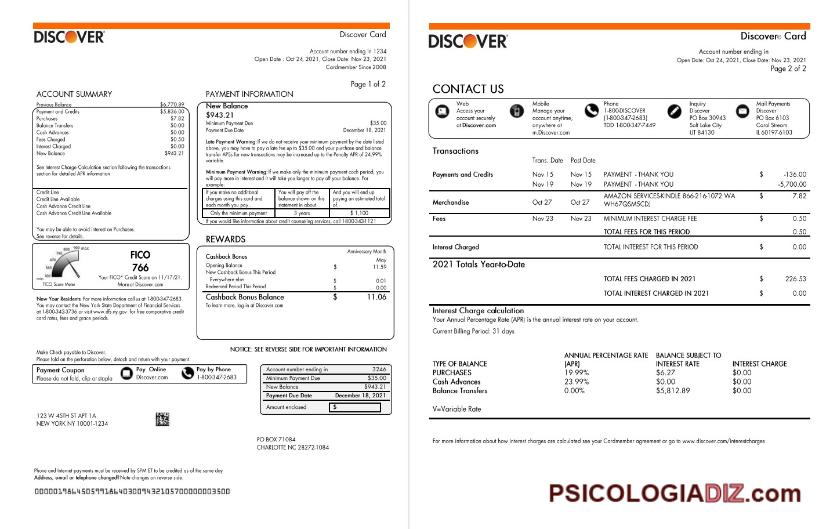 DISCOVER
Discover Card
Account number ending in 1234
Open Date : Oct 24, 2021, Close Date: Nov 23, 2021
Cardmember Since 2008
Page 1 of 2
ACCOUNT SUMMARY
Previous Balance $6,770.89
Payment and Credits $5,836.00
Purchases $7.82
Balance Transfers $0.00
Cash Advances $0.00
Fees Charged $0.50
Interest Charged $0.00
New Balance $943.21
See Interest Charge Calculation section following the transactions
section for detailed APR information
Credit Line
Credit Line Available
Cash Advance Credit Line
Cash Advance Credit Line Available
You may be able to avoid interest on Purchases.
See reverse for details.
FICO
766
Your FICO® Credit Score on 11/17/21.
More at Discover.com
FICO Score Meter
New York Residents: For more information call us at 1-800-347-2683.
You may contact the New York State Department of Financial Services
at 1-800-343-3736 or visit www.dfs.ny.gov for free comparative credit
card rates, fees and grace periods.
PAYMENT INFORMATION
New Balance
$943.21
Minimum Payment Due $35.00
Payment Due Date December 18, 2021
Late Payment Warning: If we do not receive your minimum payment by the date listed
above, you may have to pay a late fee up to $35.00 and your purchase and balance
transfer APRs for new transactions may be increased up to the Penalty APR of 24.99%
variable.
Minimum Payment Warning: If you make only the minimum payment each period, you
will pay more in interest and it will take you longer to pay off your balance. For
example:
If you make no additional
charges using this card and
each month you pay...
You will pay off the
balance shown on this
statement in about ...
And you will end up
paying an estimated total
of...
Only the minimum payment 3 years $ 1,100
If you would like information about credit counseling services, call 1-800-347-1121
REWARDS
Cashback Bonus Anniversary Month
May
Opening Balance $ 11.59
New Cashback Bonus This Period
Everywhere else $ 0.01
Redeemed Period This Period $ 0.00
Cashback Bonus Balance $ 11.06
To learn more, log in at Discover.com
Make Check payable to Discover.
Please fold on the perforation below, detach and return with your payment
NOTICE: SEE REVERSE SIDE FOR IMPORTANT INFORMATION
Payment Coupon
Please do not fold, clip or staple
Pay Online
Discover.com
Pay by Phone
1-800-347-2683
Account number ending in 3246
Minimum Payment Due $35.00
New Balance $943.21
Payment Due Date December 18, 2021
Amount enclosed $
123 W 45TH ST APT 1A
NEW YORK NY 10001-1234
PO BOX 71084
CHARLOTTE NC 28272-1084
Phone and Internet payments must be received by 5PM ET to be credited as of the same day
Address, email or telephone changed? Note changes on reverse side.
DISCOVER
Discover® Card
Account number ending in
Open Date: Oct 24, 2021, Close Date: Nov 23, 2021
Page 2 of 2
CONTACT US
Web
Access your
account securely
at Discover.com
Mobile
Manage your
account anytime,
anywhere at
m.Discover.com
Phone
1-800-DISCOVER
(1-800-347-2683)
TDD 1-800-347-7449
Inquiry
Discover
PO Box 30943
Salt Lake City
UT 84130
Mail Payments
Discover
PO Box 6103
Carol Stream
IL 60197-6103
Transactions
Trans. Date Post Date
Payments and Credits Nov 15 Nov 15 PAYMENT - THANK YOU $ -136.00
Nov 19 Nov 19 PAYMENT - THANK YOU -5,700.00
Merchandise Oct 27 Oct 27 AMAZON SERVICES-KINDLE 866-216-1072 WA $ 7.82
Fees Nov 23 Nov 23 MINIMUM INTEREST CHARGE FEE $ 0.50
TOTAL FEES FOR THIS PERIOD $ 0.50
Interest Charged TOTAL INTEREST FOR THIS PERIOD $ 0.00
2021 Totals Year-to-Date
TOTAL FEES CHARGED IN 2021 $ 226.53
TOTAL INTEREST CHARGED IN 2021 $ 0.00
Interest Charge calculation
Your Annual Percentage Rate (APR) is the annual interest rate on your account.
Current Billing Period: 31 days
TYPE OF BALANCE ANNUAL PERCENTAGE RATE (APR) BALANCE SUBJECT TO INTEREST RATE INTEREST CHARGE
PURCHASES 19.99% $6.27 $0.00
Cash Advances 23.99% $0.00 $0.00
Balance Transfers 0.00% $5,812.89 $0.00
V=Variable Rate
For more information about how interest charges are calculated see your Cardmember agreement or go to www.discover.com/interestcharges
PSICOLOGIADIZ.com